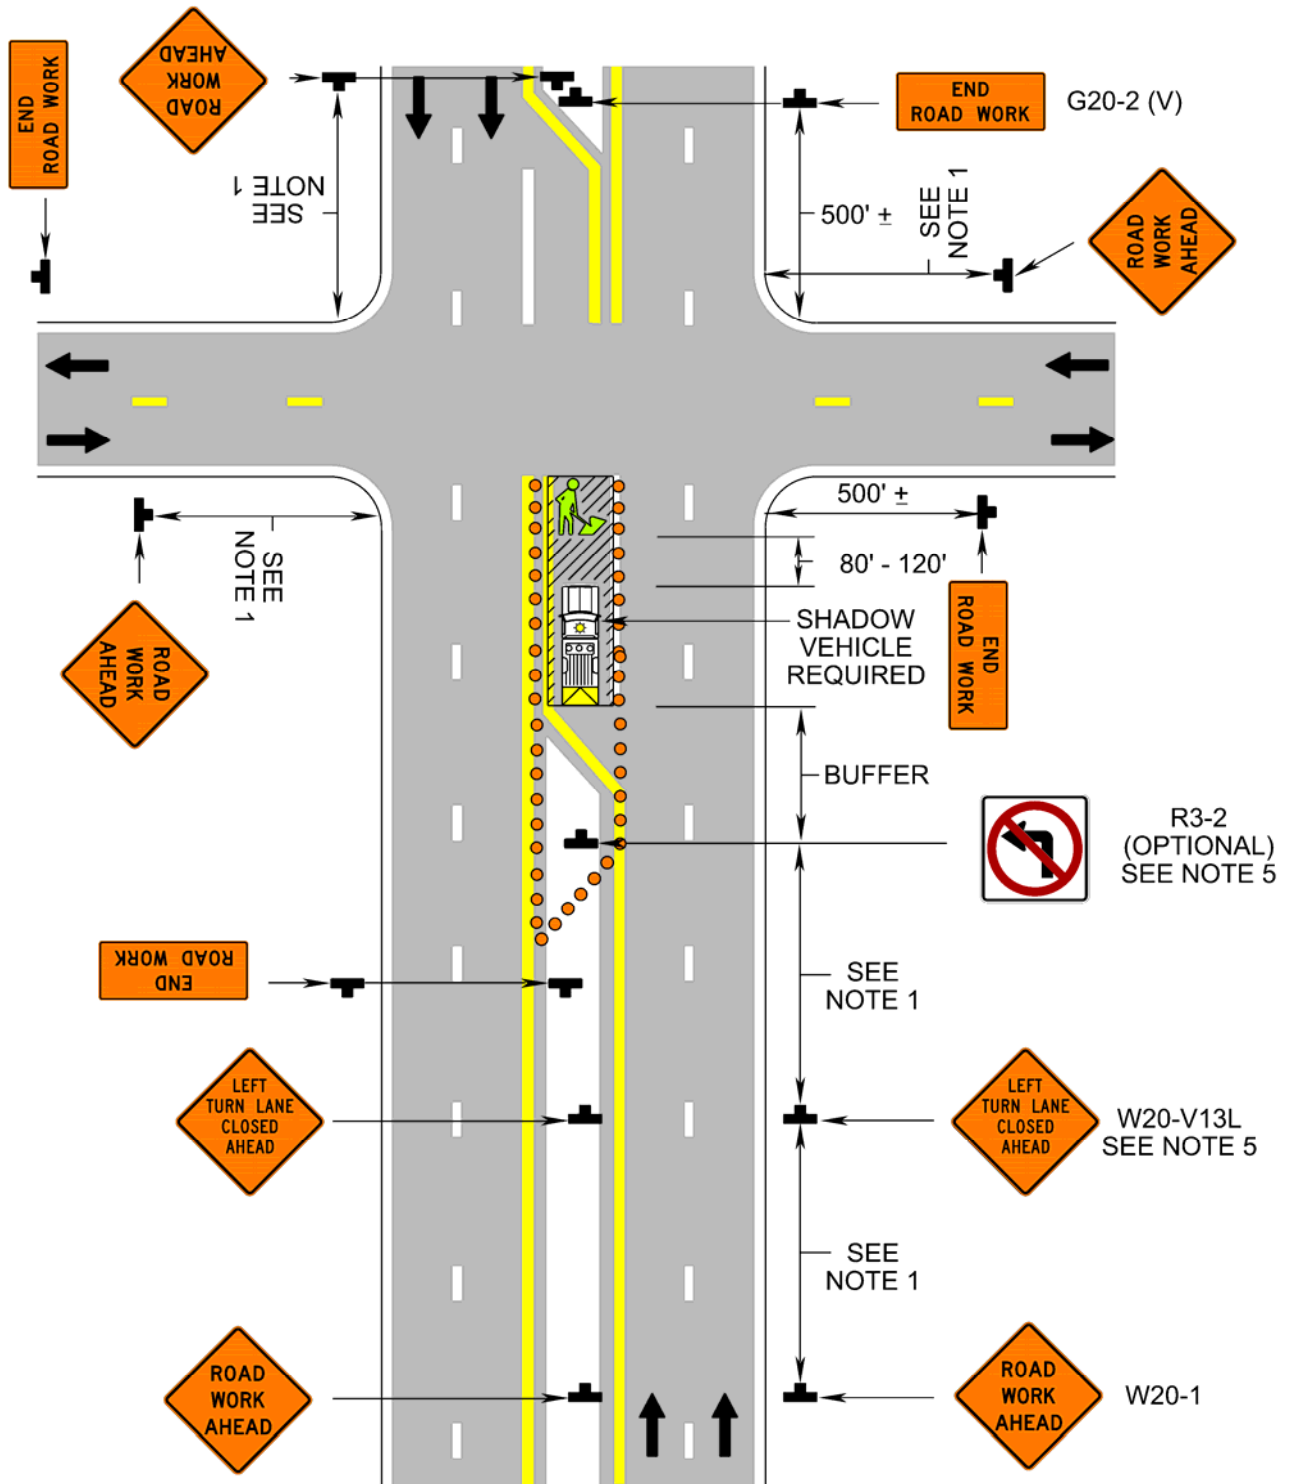 ROAD
WORK
AHEAD
END
ROAD WORK
END
ROAD WORK
G20-2 (V)
SEE
NOTE 1
500' ±
SEE
NOTE 1
ROAD
WORK
AHEAD
500' ±
SEE
NOTE 1
80' - 120'
ROAD
WORK
AHEAD
SHADOW
VEHICLE
REQUIRED
END
ROAD WORK
BUFFER
R3-2
(OPTIONAL)
SEE NOTE 5
END
ROAD WORK
SEE
NOTE 1
LEFT
TURN LANE
CLOSED
AHEAD
LEFT
TURN LANE
CLOSED
AHEAD
W20-V13L
SEE NOTE 5
SEE
NOTE 1
ROAD
WORK
AHEAD
ROAD
WORK
AHEAD
W20-1